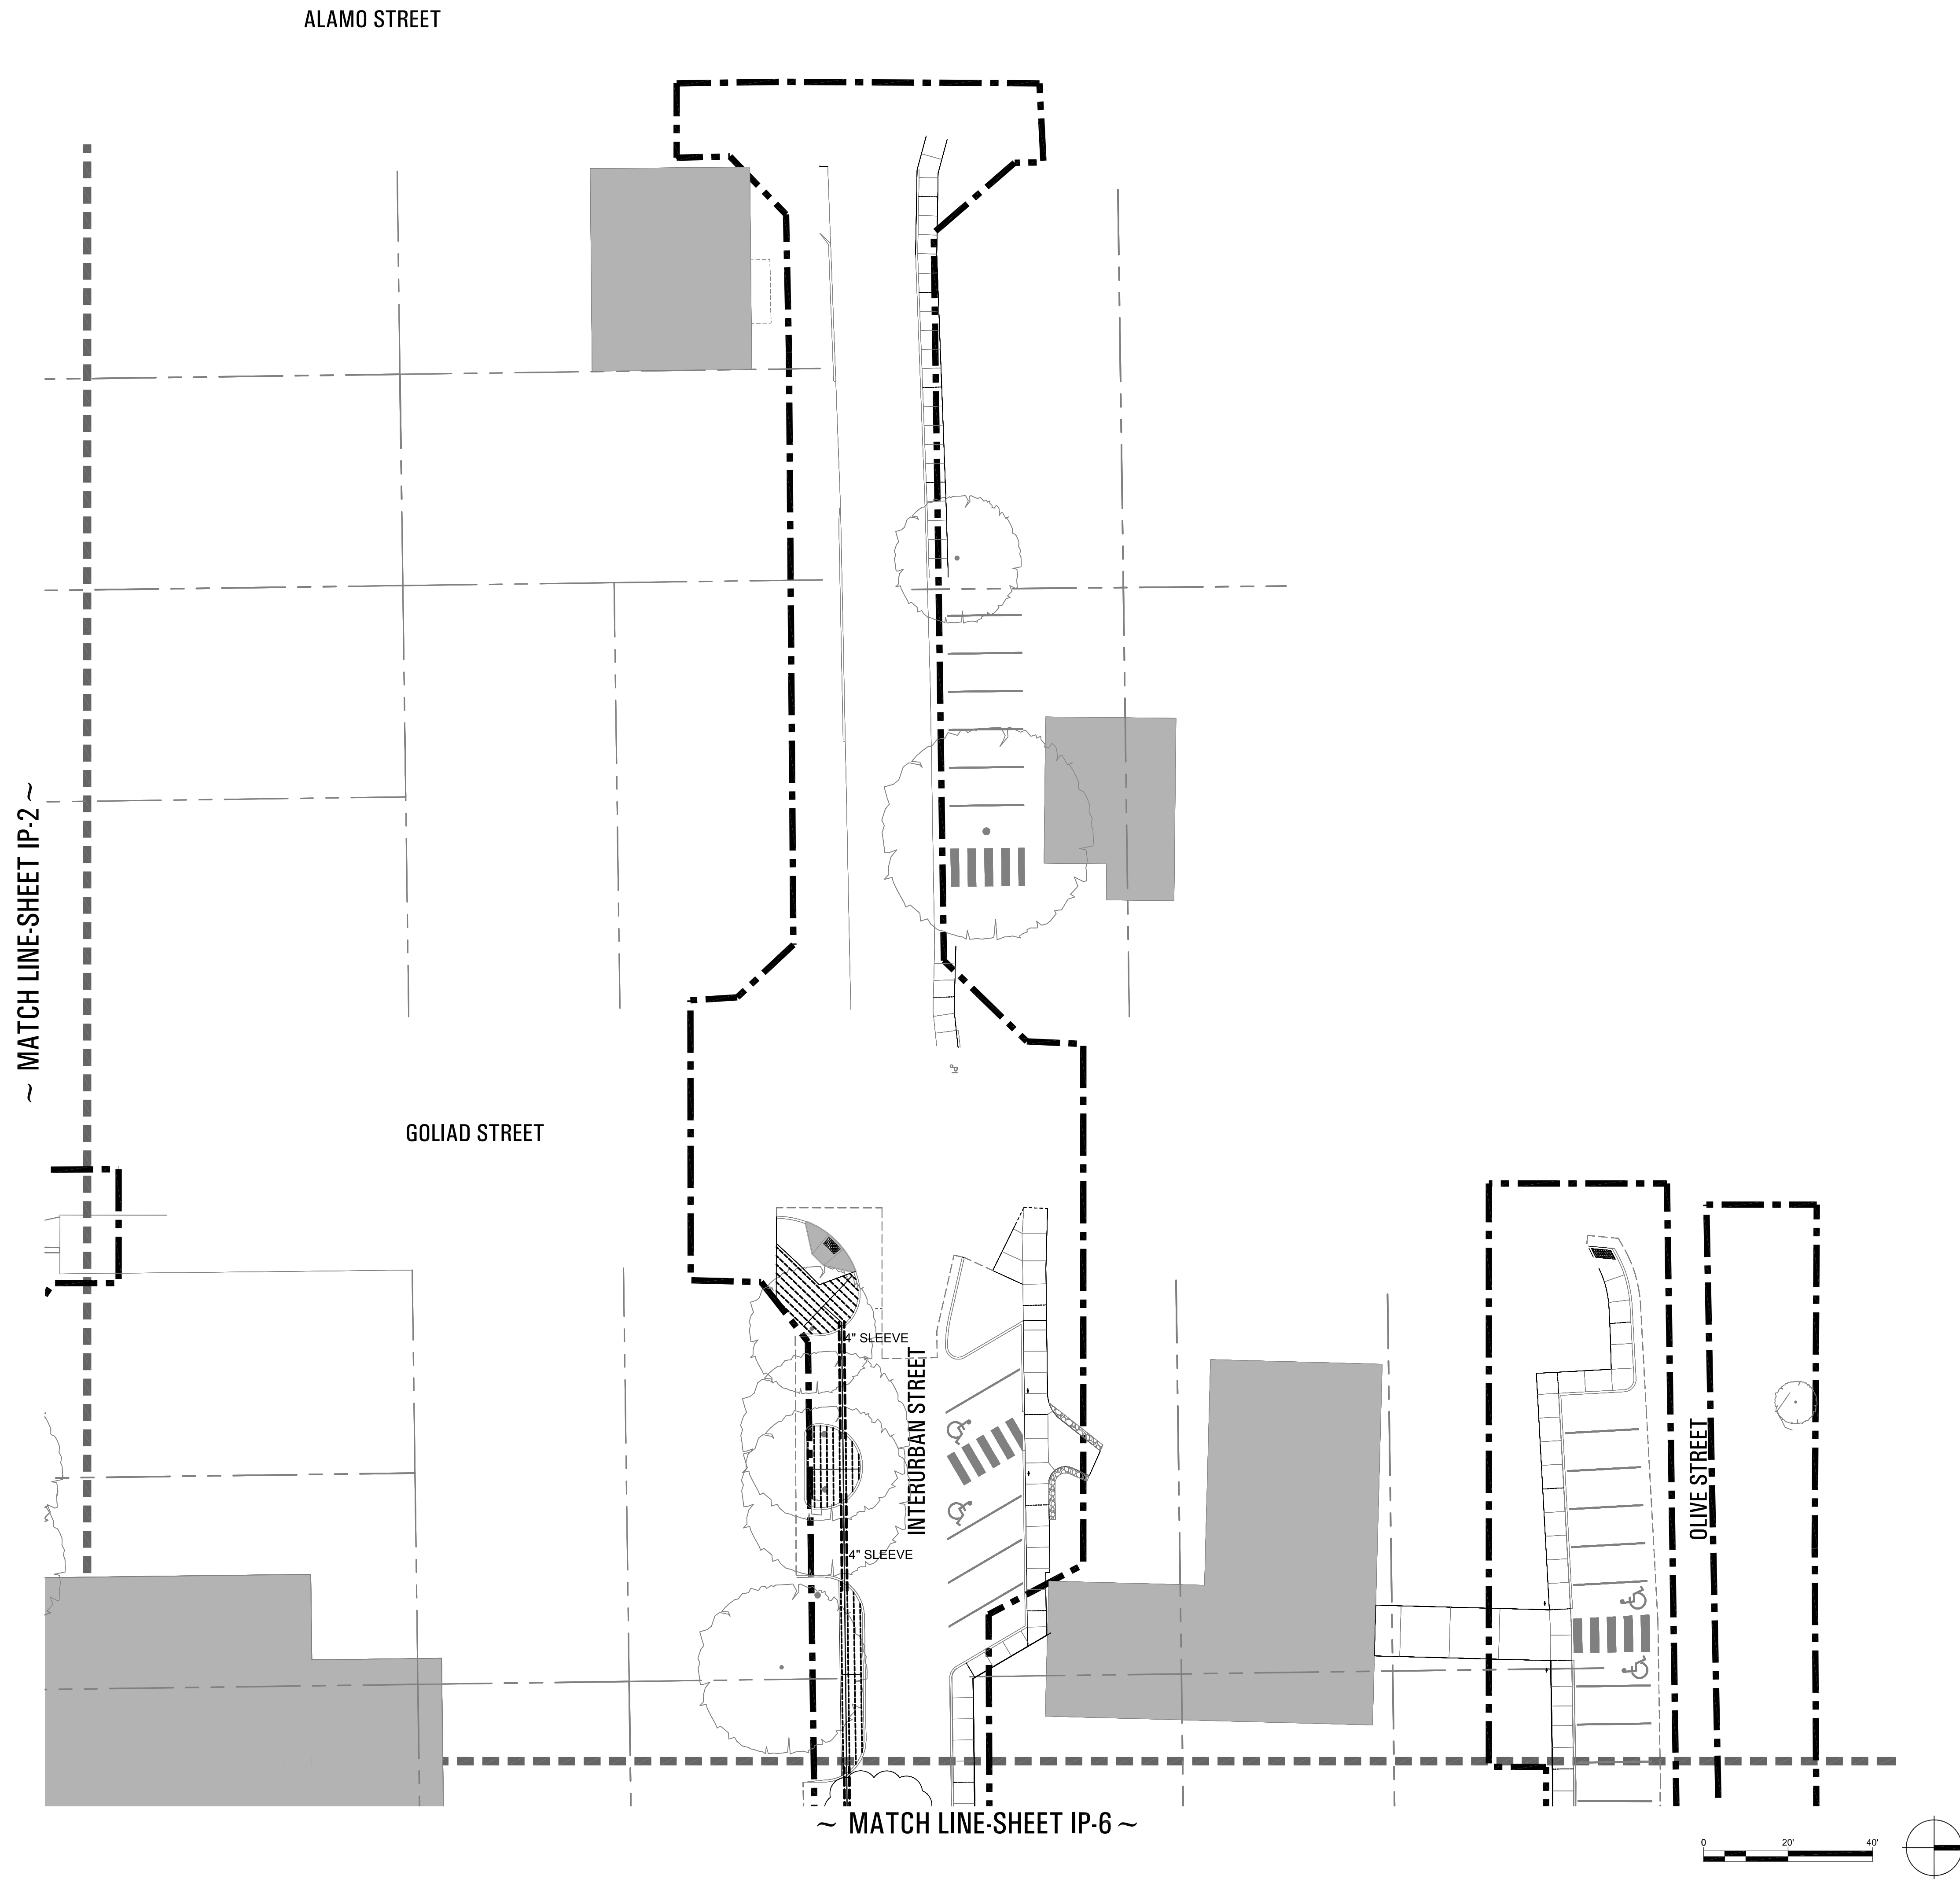 ALAMO STREET
~ MATCH LINE-SHEET IP-2 ~
GOLIAD STREET
4" SLEEVE
INTERURBAN STREET
OLIVE STREET
4" SLEEVE
~ MATCH LINE-SHEET IP-6 ~
0 20' 40'